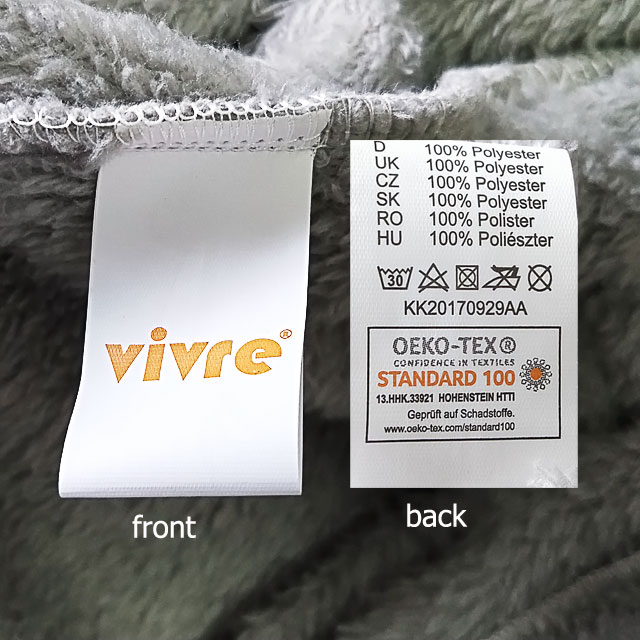 vivre®
front
D 100% Polyester
UK 100% Polyester
CZ 100% Polyester
SK 100% Polyester
RO 100% Polister
HU 100% Poliészter
30
KK20170929AA
OEKO-TEX®
CONFIDENCE IN TEXTILES
STANDARD 100
13.HHK.33921 HOHENSTEIN HTTI
Geprüft auf Schadstoffe.
www.oeko-tex.com/standard100
back